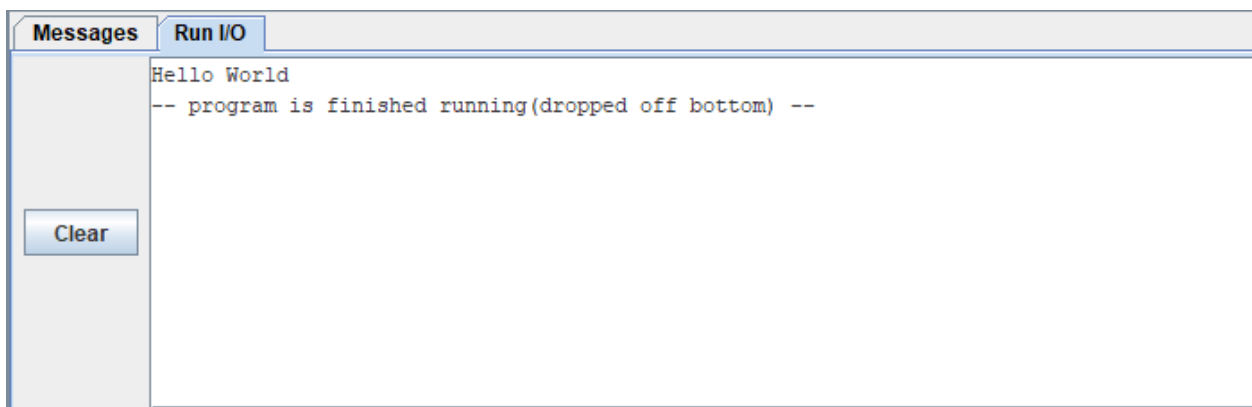 Messages Run I/O
Hello World
-- program is finished running(dropped off bottom) --
Clear